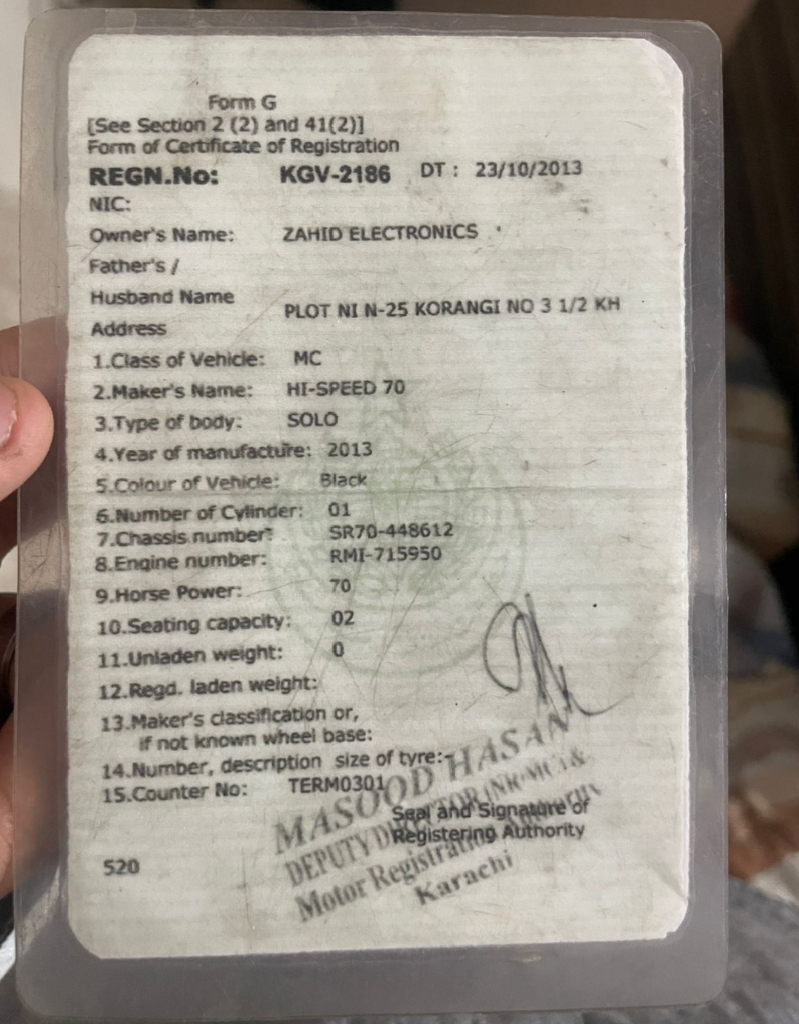 Form G
[See Section 2 (2) and 41(2)]
Form of Certificate of Registration
REGN.No: KGV-2186 DT : 23/10/2013
NIC:
Owner's Name: ZAHID ELECTRONICS
Father's /
Husband Name
PLOT NI N-25 KORANGI NO 3 1/2 KH
Address
1.Class of Vehicle: MC
2.Maker's Name: HI-SPEED 70
3.Type of body: SOLO
4.Year of manufacture: 2013
5.Colour of Vehicle: Black
6.Number of Cylinder: 01
7.Chassis number: SR70-448612
8.Engine number: RMI-715950
9.Horse Power: 70
10.Seating capacity: 02
11.Unladen weight: 0
12.Regd. laden weight:
13.Maker's classification or,
if not known wheel base:
14.Number, description size of tyre:-
15.Counter No: TERM0301
Seal and Signature of
Registering Authority
MASOOD HASAN
DEPUTY DIRECTOR
Motor Registration
Karachi
520